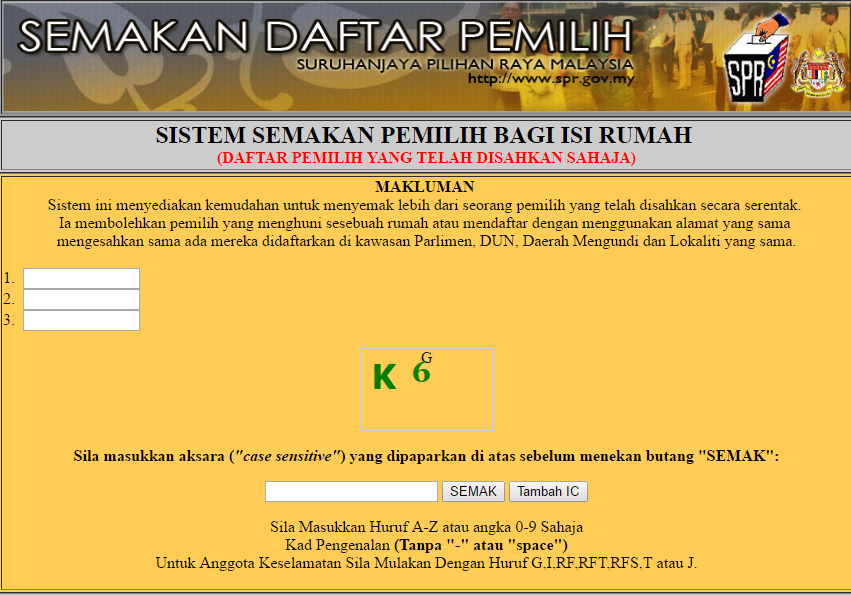 SEMAKAN DAFTAR PEMILIH
SURUHANJAYA PILIHAN RAYA MALAYSIA
http://www.spr.gov.my
SPR
SISTEM SEMAKAN PEMILIH BAGI ISI RUMAH
(DAFTAR PEMILIH YANG TELAH DISAHKAN SAHAJA)
MAKLUMAN
Sistem ini menyediakan kemudahan untuk menyemak lebih dari seorang pemilih yang telah disahkan secara serentak.
Ia membolehkan pemilih yang menghuni sesebuah rumah atau mendaftar dengan menggunakan alamat yang sama
mengesahkan sama ada mereka didaftarkan di kawasan Parlimen, DUN, Daerah Mengundi dan Lokaliti yang sama.
1.
2.
3.
K 6 G
Sila masukkan aksara ("case sensitive") yang dipaparkan di atas sebelum menekan butang "SEMAK":
SEMAK Tambah IC
Sila Masukkan Huruf A-Z atau angka 0-9 Sahaja
Kad Pengenalan (Tanpa "-" atau "space")
Untuk Anggota Keselamatan Sila Mulakan Dengan Huruf G,I,RF,RFT,RFS,T atau J.